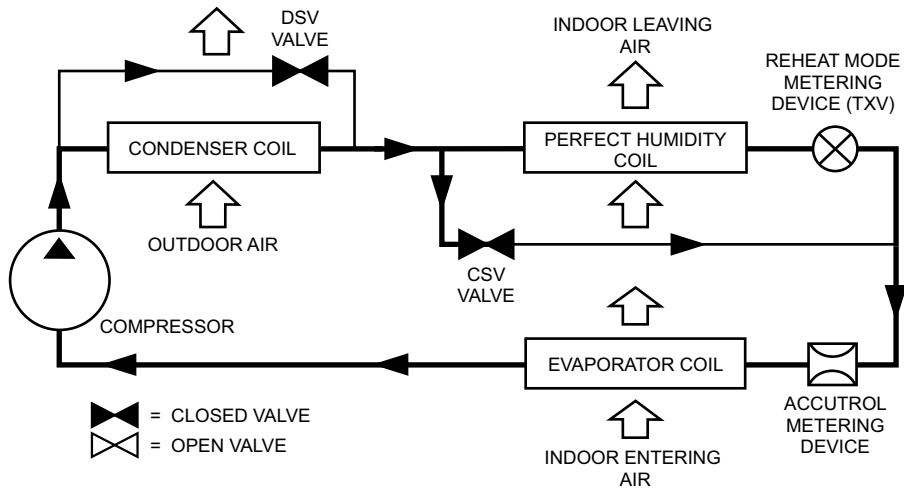 DSV
VALVE
INDOOR LEAVING
AIR
REHEAT MODE
METERING
DEVICE (TXV)
CONDENSER COIL
PERFECT HUMIDITY
COIL
OUTDOOR AIR
CSV
VALVE
COMPRESSOR
EVAPORATOR COIL
= CLOSED VALVE
= OPEN VALVE
ACCUTROL
METERING
DEVICE
INDOOR ENTERING
AIR